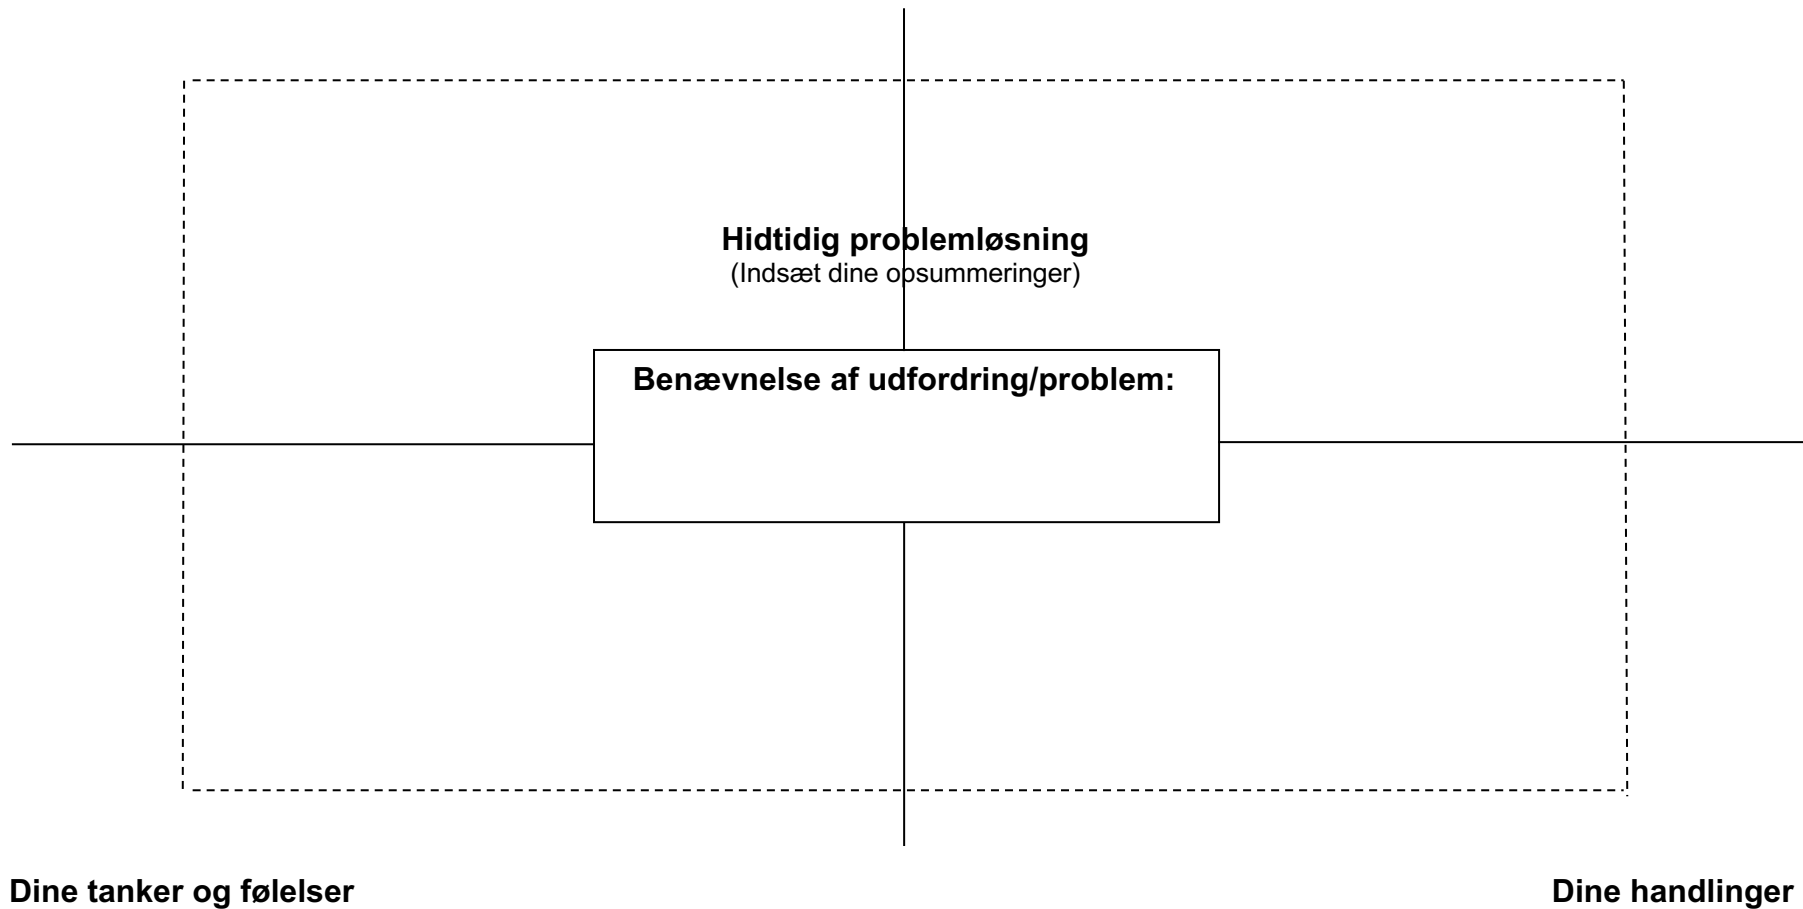 Hidtidig problemløsning
(Indsæt dine opsummeringer)
Benævnelse af udfordring/problem:
Dine tanker og følelser
Dine handlinger